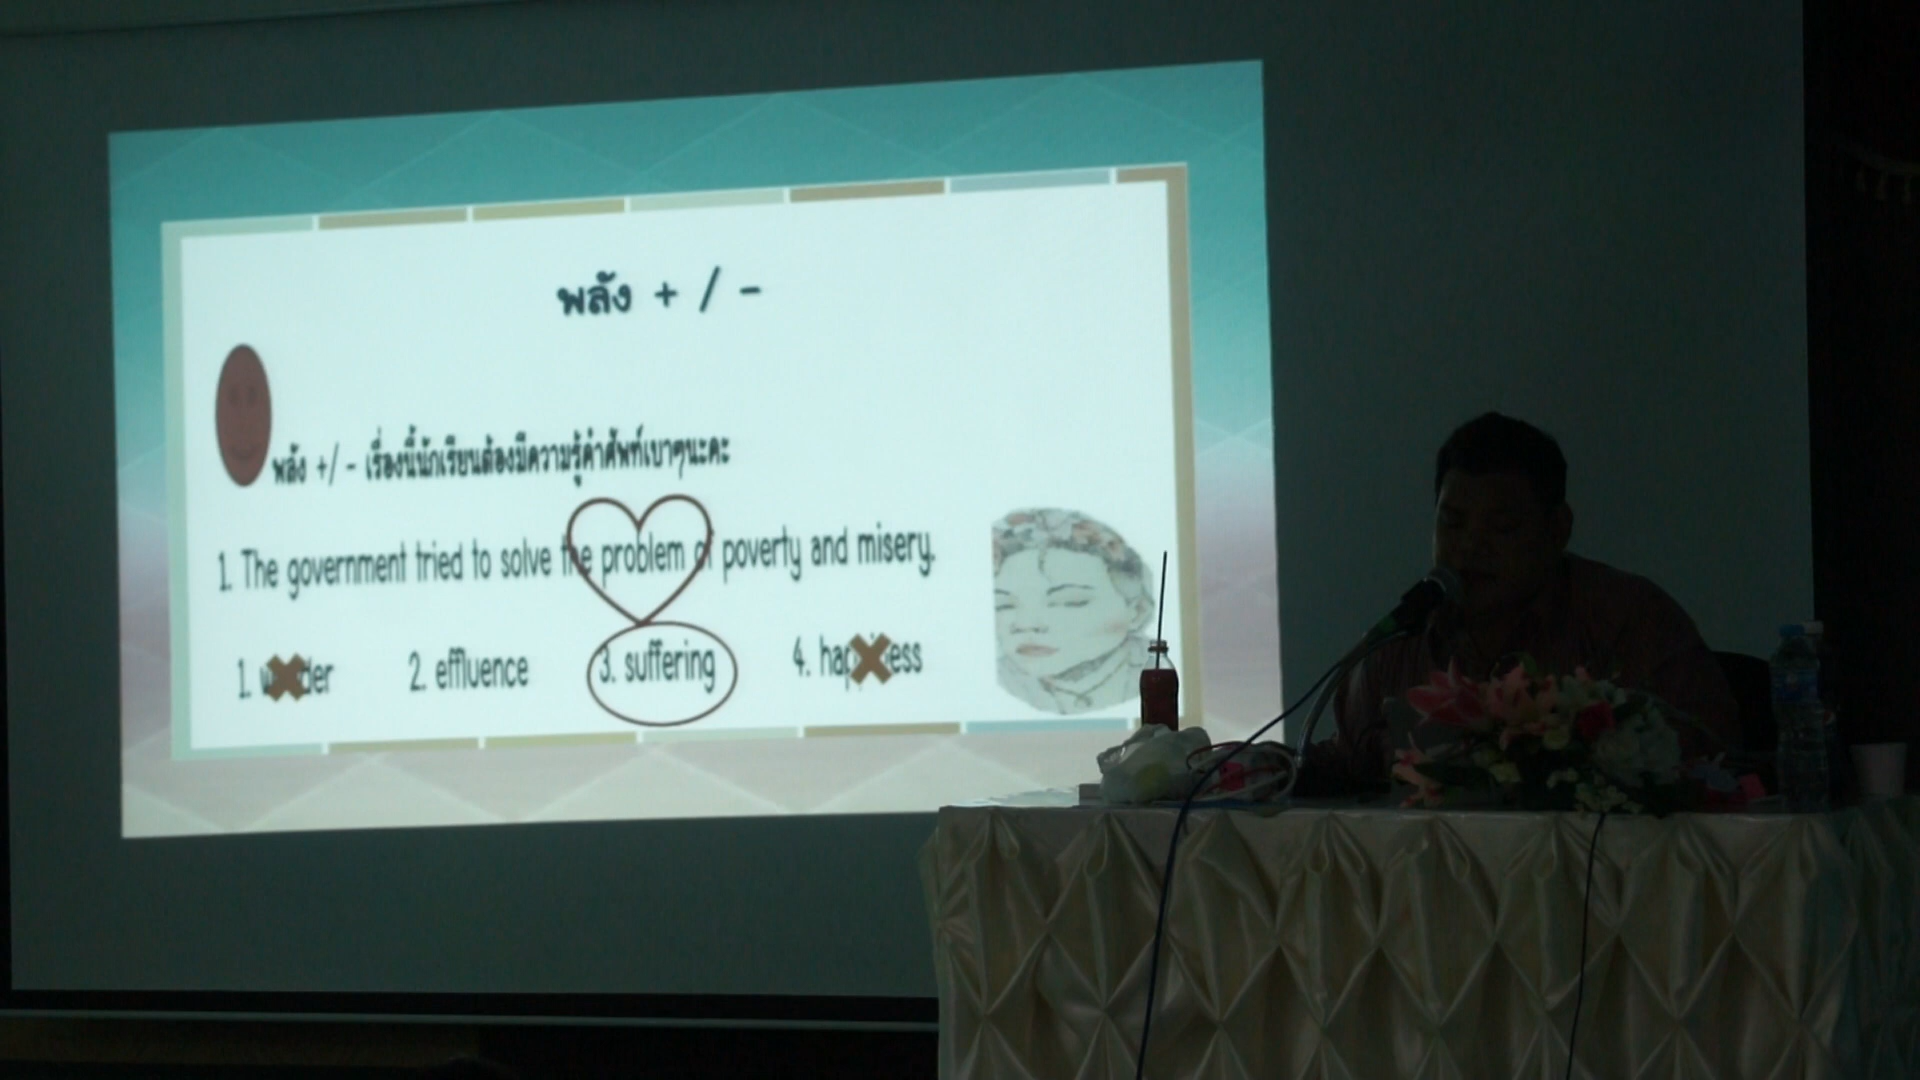 พลัง + / -
พลัง +/ - เรื่องนี้นักเรียนต้องมีความรู้คำศัพท์เบาๆนะคะ
1. The government tried to solve the problem of poverty and misery.
1. wonder 2. effluence 3. suffering 4. happiness